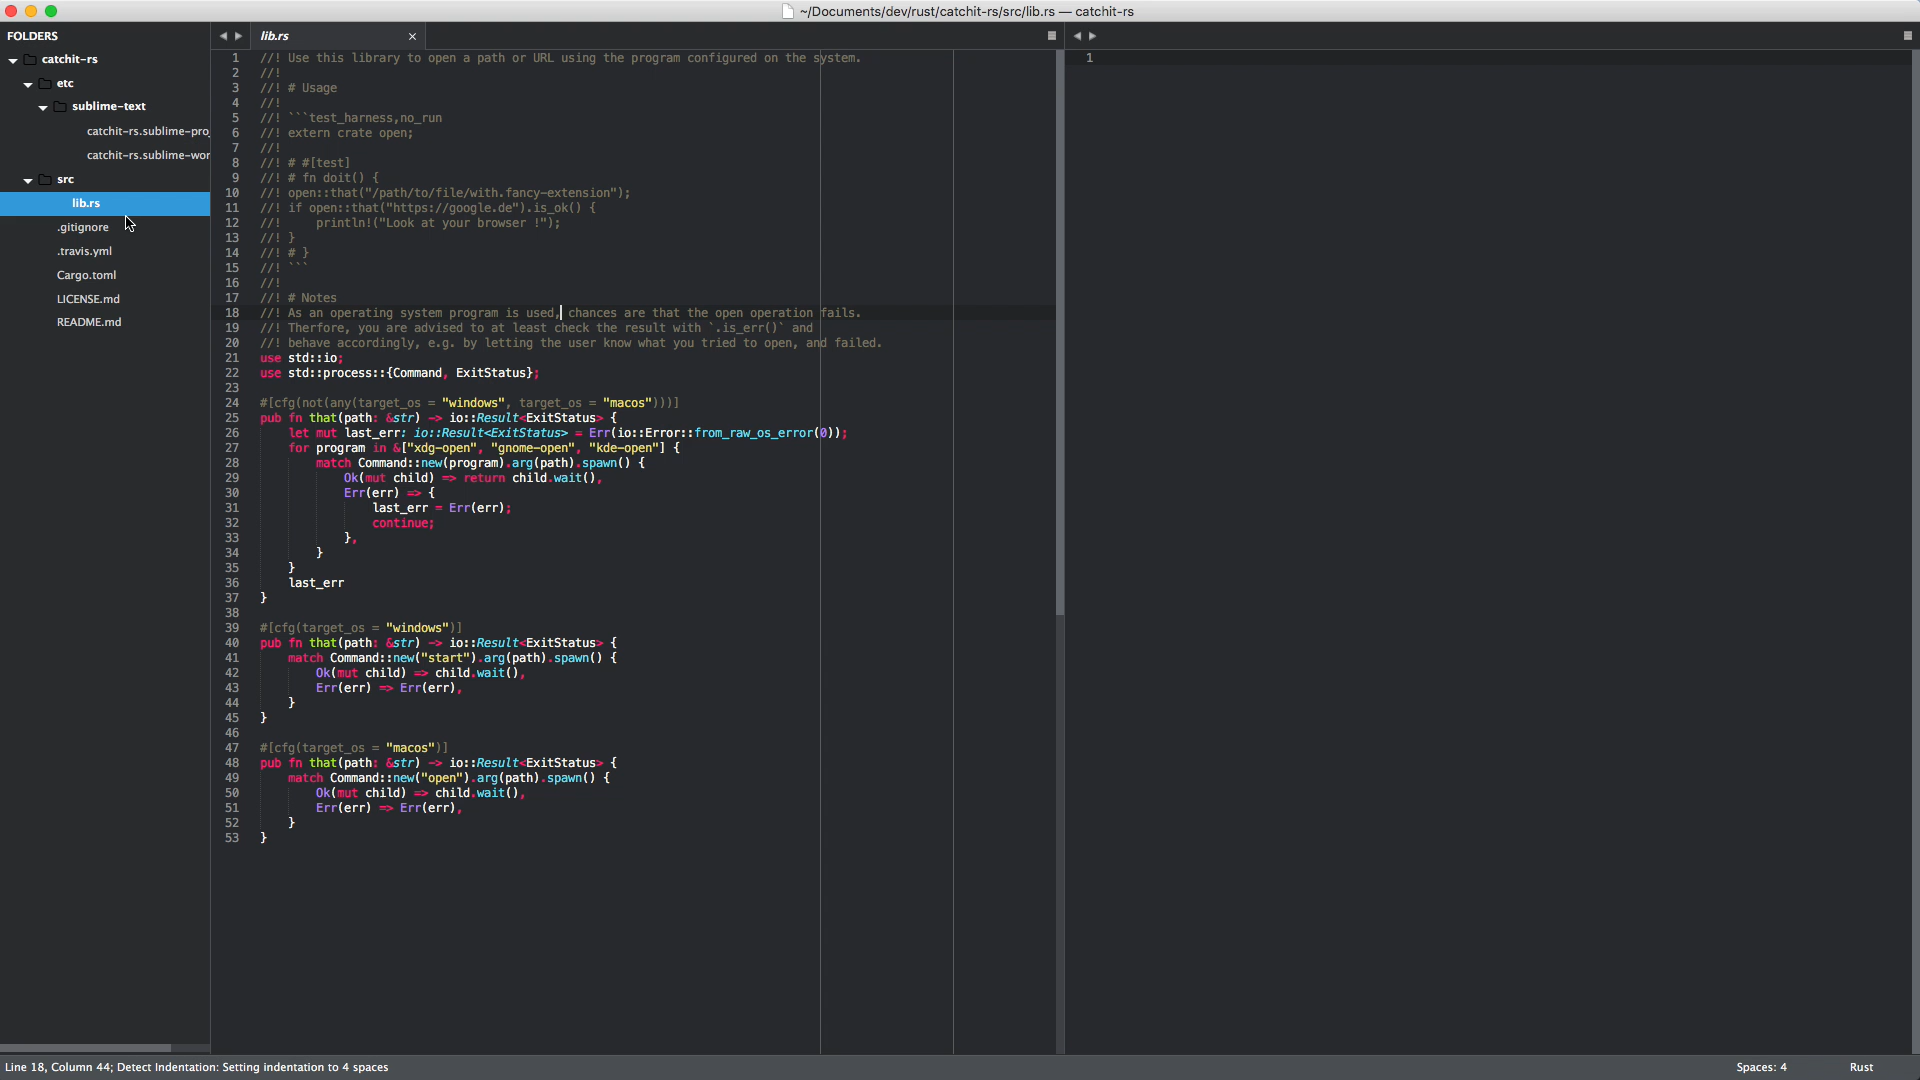 ~/Documents/dev/rust/catchit-rs/src/lib.rs — catchit-rs
FOLDERS
catchit-rs
etc
sublime-text
catchit-rs.sublime-pro
catchit-rs.sublime-wor
src
lib.rs
.gitignore
.travis.yml
Cargo.toml
LICENSE.md
README.md
lib.rs
1 //! Use this library to open a path or URL using the program configured on the system.
2 //!
3 //! # Usage
4 //!
5 //! ```test_harness,no_run
6 //! extern crate open;
7 //!
8 //! # #[test]
9 //! # fn doit() {
10 //! open::that("/path/to/file/with.fancy-extension");
11 //! if open::that("https://google.de").is_ok() {
12 //!     println!("Look at your browser !");
13 //! }
14 //! # }
15 //! ```
16 //!
17 //! # Notes
18 //! As an operating system program is used, chances are that the open operation fails.
19 //! Therfore, you are advised to at least check the result with `.is_err()` and
20 //! behave accordingly, e.g. by letting the user know what you tried to open, and failed.
21 use std::io;
22 use std::process::{Command, ExitStatus};
23
24 #[cfg(not(any(target_os = "windows", target_os = "macos")))]
25 pub fn that(path: &str) -> io::Result<ExitStatus> {
26     let mut last_err: io::Result<ExitStatus> = Err(io::Error::from_raw_os_error(0));
27     for program in &["xdg-open", "gnome-open", "kde-open"] {
28         match Command::new(program).arg(path).spawn() {
29             Ok(mut child) => return child.wait(),
30             Err(err) => {
31                 last_err = Err(err);
32                 continue;
33             },
34         }
35     }
36     last_err
37 }
38
39 #[cfg(target_os = "windows")]
40 pub fn that(path: &str) -> io::Result<ExitStatus> {
41     match Command::new("start").arg(path).spawn() {
42         Ok(mut child) => child.wait(),
43         Err(err) => Err(err),
44     }
45 }
46
47 #[cfg(target_os = "macos")]
48 pub fn that(path: &str) -> io::Result<ExitStatus> {
49     match Command::new("open").arg(path).spawn() {
50         Ok(mut child) => child.wait(),
51         Err(err) => Err(err),
52     }
53 }
1
Line 18, Column 44; Detect Indentation: Setting indentation to 4 spaces
Spaces: 4
Rust